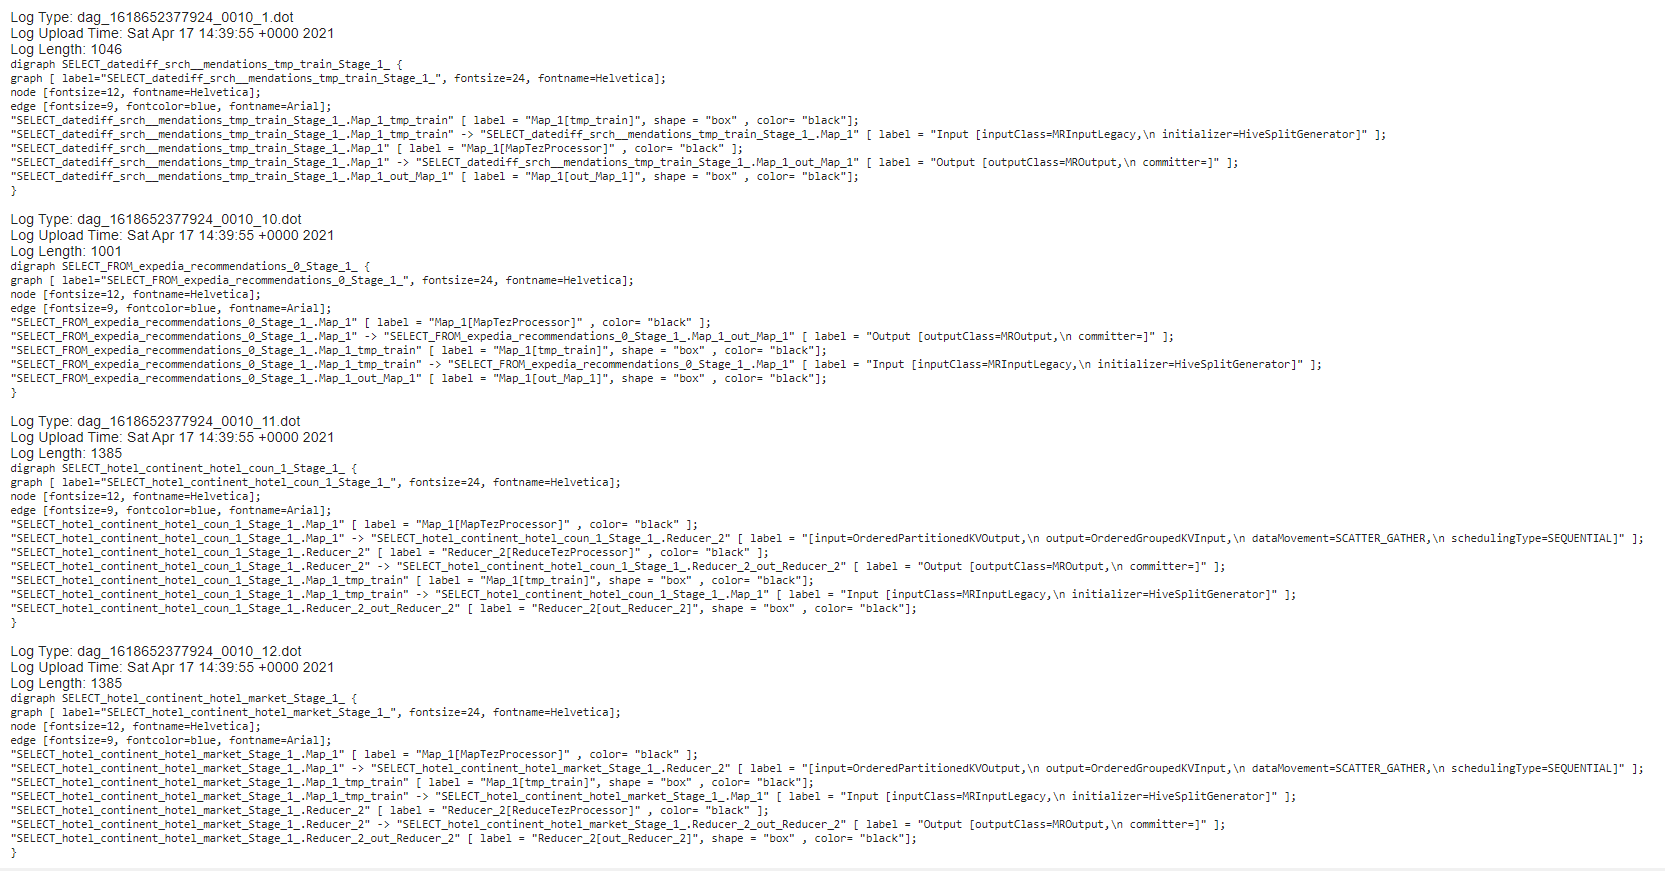 Log Type: dag_1618652377924_0010_1.dot
Log Upload Time: Sat Apr 17 14:39:55 +0000 2021
Log Length: 1046
digraph SELECT_datediff_srch__mendations_tmp_train_Stage_1_ {
graph [ label="SELECT_datediff_srch__mendations_tmp_train_Stage_1_", fontsize=24, fontname=Helvetica];
node [fontsize=12, fontname=Helvetica];
edge [fontsize=9, fontcolor=blue, fontname=Arial];
"SELECT_datediff_srch__mendations_tmp_train_Stage_1_.Map_1_tmp_train" [ label = "Map_1[tmp_train]", shape = "box" , color= "black"];
"SELECT_datediff_srch__mendations_tmp_train_Stage_1_.Map_1_tmp_train" -> "SELECT_datediff_srch__mendations_tmp_train_Stage_1_.Map_1" [ label = "Input [inputClass=MRInputLegacy,\n initializer=HiveSplitGenerator]" ];
"SELECT_datediff_srch__mendations_tmp_train_Stage_1_.Map_1" [ label = "Map_1[MapTezProcessor]" , color= "black" ];
"SELECT_datediff_srch__mendations_tmp_train_Stage_1_.Map_1" -> "SELECT_datediff_srch__mendations_tmp_train_Stage_1_.Map_1_out_Map_1" [ label = "Output [outputClass=MROutput,\n committer=]" ];
"SELECT_datediff_srch__mendations_tmp_train_Stage_1_.Map_1_out_Map_1" [ label = "Map_1[out_Map_1]", shape = "box" , color= "black"];
}
Log Type: dag_1618652377924_0010_10.dot
Log Upload Time: Sat Apr 17 14:39:55 +0000 2021
Log Length: 1001
digraph SELECT_FROM_expedia_recommendations_0_Stage_1_ {
graph [ label="SELECT_FROM_expedia_recommendations_0_Stage_1_", fontsize=24, fontname=Helvetica];
node [fontsize=12, fontname=Helvetica];
edge [fontsize=9, fontcolor=blue, fontname=Arial];
"SELECT_FROM_expedia_recommendations_0_Stage_1_.Map_1" [ label = "Map_1[MapTezProcessor]" , color= "black" ];
"SELECT_FROM_expedia_recommendations_0_Stage_1_.Map_1" -> "SELECT_FROM_expedia_recommendations_0_Stage_1_.Map_1_out_Map_1" [ label = "Output [outputClass=MROutput,\n committer=]" ];
"SELECT_FROM_expedia_recommendations_0_Stage_1_.Map_1_tmp_train" [ label = "Map_1[tmp_train]", shape = "box" , color= "black"];
"SELECT_FROM_expedia_recommendations_0_Stage_1_.Map_1_tmp_train" -> "SELECT_FROM_expedia_recommendations_0_Stage_1_.Map_1" [ label = "Input [inputClass=MRInputLegacy,\n initializer=HiveSplitGenerator]" ];
"SELECT_FROM_expedia_recommendations_0_Stage_1_.Map_1_out_Map_1" [ label = "Map_1[out_Map_1]", shape = "box" , color= "black"];
}
Log Type: dag_1618652377924_0010_11.dot
Log Upload Time: Sat Apr 17 14:39:55 +0000 2021
Log Length: 1385
digraph SELECT_hotel_continent_hotel_coun_1_Stage_1_ {
graph [ label="SELECT_hotel_continent_hotel_coun_1_Stage_1_", fontsize=24, fontname=Helvetica];
node [fontsize=12, fontname=Helvetica];
edge [fontsize=9, fontcolor=blue, fontname=Arial];
"SELECT_hotel_continent_hotel_coun_1_Stage_1_.Map_1" [ label = "Map_1[MapTezProcessor]" , color= "black" ];
"SELECT_hotel_continent_hotel_coun_1_Stage_1_.Map_1" -> "SELECT_hotel_continent_hotel_coun_1_Stage_1_.Reducer_2" [ label = "[input=OrderedPartitionedKVOutput,\n output=OrderedGroupedKVInput,\n dataMovement=SCATTER_GATHER,\n schedulingType=SEQUENTIAL]" ];
"SELECT_hotel_continent_hotel_coun_1_Stage_1_.Reducer_2" [ label = "Reducer_2[ReduceTezProcessor]" , color= "black" ];
"SELECT_hotel_continent_hotel_coun_1_Stage_1_.Reducer_2" -> "SELECT_hotel_continent_hotel_coun_1_Stage_1_.Reducer_2_out_Reducer_2" [ label = "Output [outputClass=MROutput,\n committer=]" ];
"SELECT_hotel_continent_hotel_coun_1_Stage_1_.Map_1_tmp_train" [ label = "Map_1[tmp_train]", shape = "box" , color= "black"];
"SELECT_hotel_continent_hotel_coun_1_Stage_1_.Map_1_tmp_train" -> "SELECT_hotel_continent_hotel_coun_1_Stage_1_.Map_1" [ label = "Input [inputClass=MRInputLegacy,\n initializer=HiveSplitGenerator]" ];
"SELECT_hotel_continent_hotel_coun_1_Stage_1_.Reducer_2_out_Reducer_2" [ label = "Reducer_2[out_Reducer_2]", shape = "box" , color= "black"];
}
Log Type: dag_1618652377924_0010_12.dot
Log Upload Time: Sat Apr 17 14:39:55 +0000 2021
Log Length: 1385
digraph SELECT_hotel_continent_hotel_market_Stage_1_ {
graph [ label="SELECT_hotel_continent_hotel_market_Stage_1_", fontsize=24, fontname=Helvetica];
node [fontsize=12, fontname=Helvetica];
edge [fontsize=9, fontcolor=blue, fontname=Arial];
"SELECT_hotel_continent_hotel_market_Stage_1_.Map_1" [ label = "Map_1[MapTezProcessor]" , color= "black" ];
"SELECT_hotel_continent_hotel_market_Stage_1_.Map_1" -> "SELECT_hotel_continent_hotel_market_Stage_1_.Reducer_2" [ label = "[input=OrderedPartitionedKVOutput,\n output=OrderedGroupedKVInput,\n dataMovement=SCATTER_GATHER,\n schedulingType=SEQUENTIAL]" ];
"SELECT_hotel_continent_hotel_market_Stage_1_.Map_1_tmp_train" [ label = "Map_1[tmp_train]", shape = "box" , color= "black"];
"SELECT_hotel_continent_hotel_market_Stage_1_.Map_1_tmp_train" -> "SELECT_hotel_continent_hotel_market_Stage_1_.Map_1" [ label = "Input [inputClass=MRInputLegacy,\n initializer=HiveSplitGenerator]" ];
"SELECT_hotel_continent_hotel_market_Stage_1_.Reducer_2" [ label = "Reducer_2[ReduceTezProcessor]" , color= "black" ];
"SELECT_hotel_continent_hotel_market_Stage_1_.Reducer_2" -> "SELECT_hotel_continent_hotel_market_Stage_1_.Reducer_2_out_Reducer_2" [ label = "Output [outputClass=MROutput,\n committer=]" ];
"SELECT_hotel_continent_hotel_market_Stage_1_.Reducer_2_out_Reducer_2" [ label = "Reducer_2[out_Reducer_2]", shape = "box" , color= "black"];
}